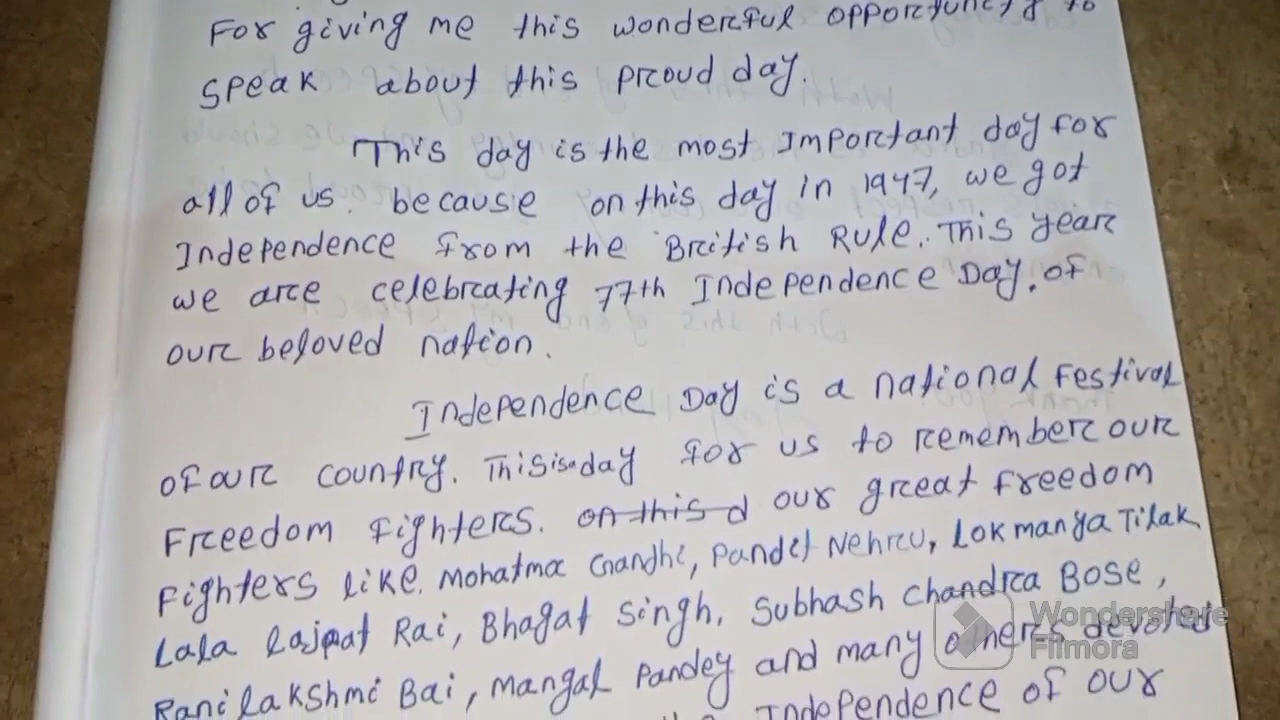 For giving me this wonderful opportunity to
speak about this proud day.
This day is the most Important day for
all of us. because on this day in 1947, we got
Independence from the British Rule. This year
we are celebrating 77th Independence Day. of
our beloved nation.
Independence Day is a national Festival
of our country. This is a day for us to remember our
Freedom Fighters. on this d our great freedom
Fighters like. Mohatma Gandhi, Pandit Nehru, Lokmanya Tilak
Lala Lajpat Rai, Bhagat Singh, Subhash Chandra Bose,
Rani Lakshmi Bai, Mangal Pandey and many others devoted
Independence of our
Wondershare
Filmora